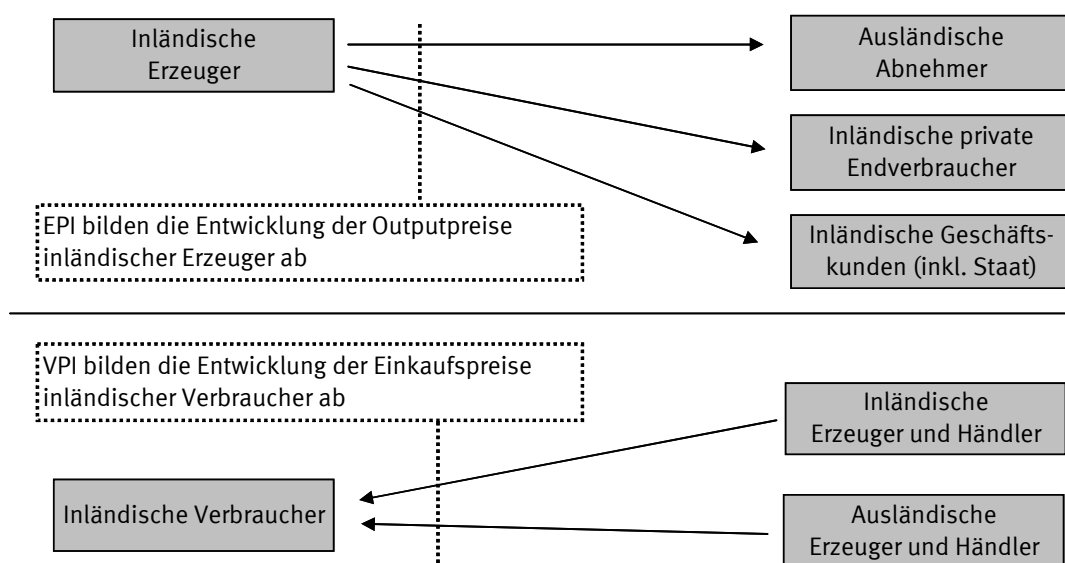 Inländische
Erzeuger
Ausländische
Abnehmer
Inländische private
Endverbraucher
EPI bilden die Entwicklung der Outputpreise
inländischer Erzeuger ab
Inländische Geschäfts-
kunden (inkl. Staat)
VPI bilden die Entwicklung der Einkaufspreise
inländischer Verbraucher ab
Inländische
Erzeuger und Händler
Inländische Verbraucher
Ausländische
Erzeuger und Händler